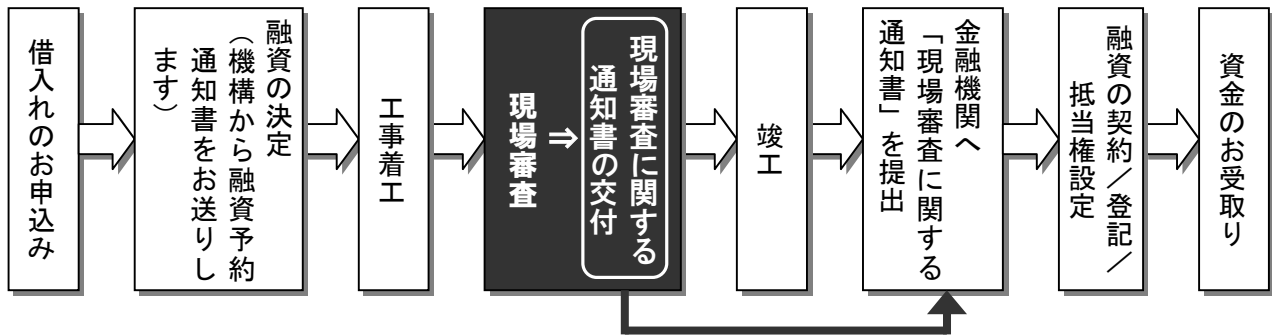 借入れのお申込み
融資の決定
（機構から融資予約
通知書をお送りし
ます）
工事着工
現場審査
⇒
現場審査に関する
通知書の交付
竣工
金融機関へ
「現場審査に関する
通知書」を提出
融資の契約／登記／
抵当権設定
資金のお受取り